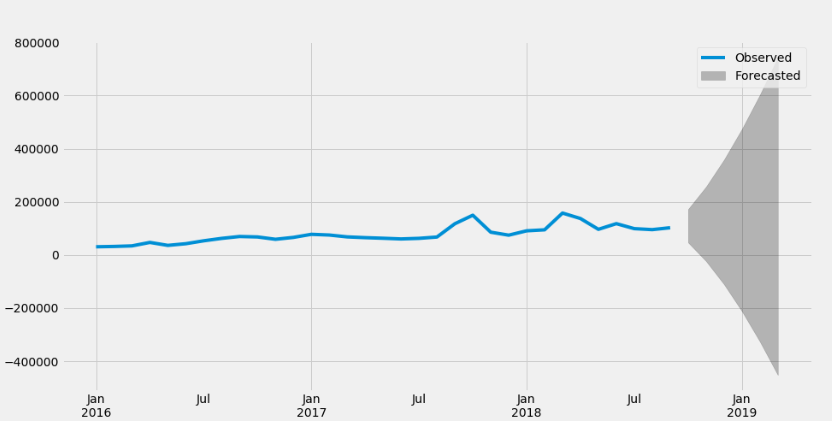 800000
600000
400000
200000
0
−200000
−400000
Observed
Forecasted
Jan
2016
Jul
Jan
2017
Jul
Jan
2018
Jul
Jan
2019